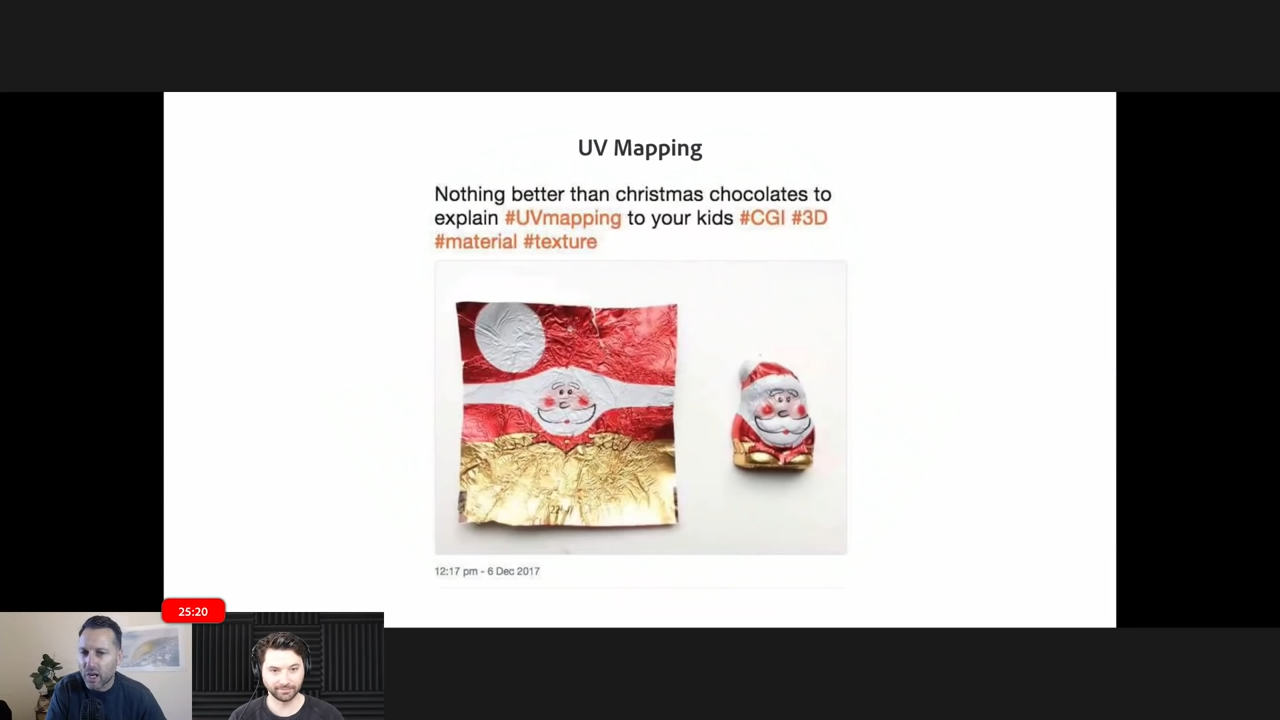 UV Mapping
Nothing better than christmas chocolates to
explain #UVmapping to your kids #CGI #3D
#material #texture
12:17 pm - 6 Dec 2017
25:20